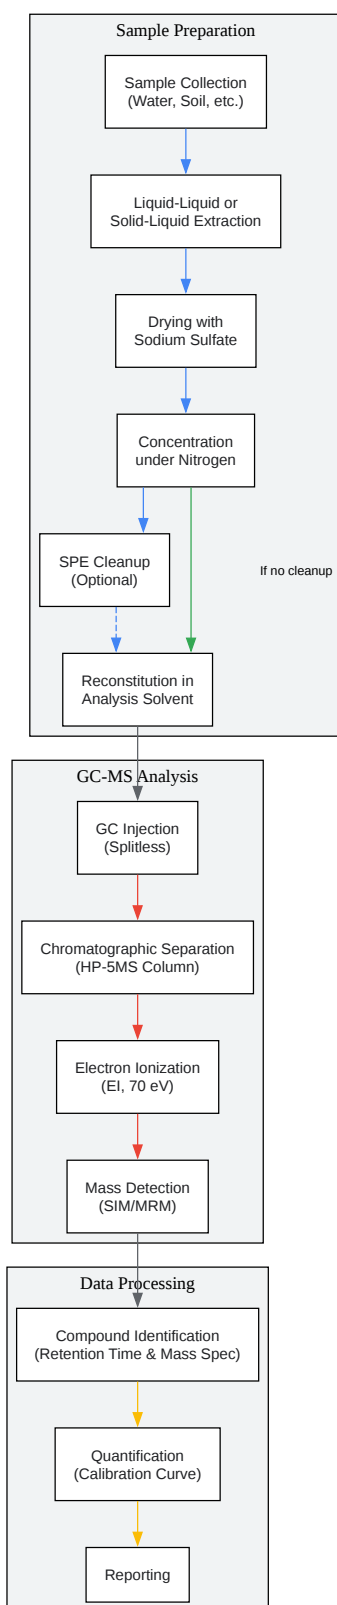 Sample Preparation
Sample Collection
(Water, Soil, etc.)
Liquid-Liquid or
Solid-Liquid Extraction
Drying with
Sodium Sulfate
Concentration
under Nitrogen
SPE Cleanup
(Optional)
If no cleanup
Reconstitution in
Analysis Solvent
GC-MS Analysis
GC Injection
(Splitless)
Chromatographic Separation
(HP-5MS Column)
Electron Ionization
(EI, 70 eV)
Mass Detection
(SIM/MRM)
Data Processing
Compound Identification
(Retention Time & Mass Spec)
Quantification
(Calibration Curve)
Reporting